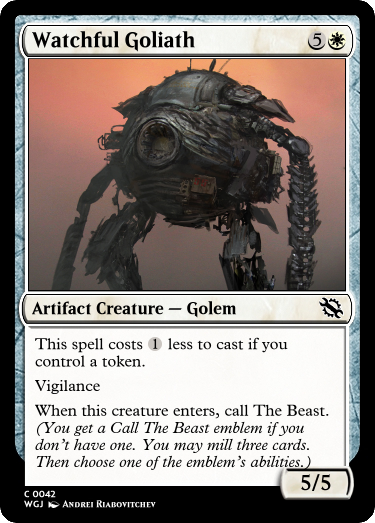 Watchful Goliath 5
Artifact Creature — Golem
This spell costs 1 less to cast if you
control a token.
Vigilance
When this creature enters, call The Beast.
(You get a Call The Beast emblem if you
don't have one. You may mill three cards.
Then choose one of the emblem's abilities.)
5/5
C 0042
WGJ Andrei Riabovitchev